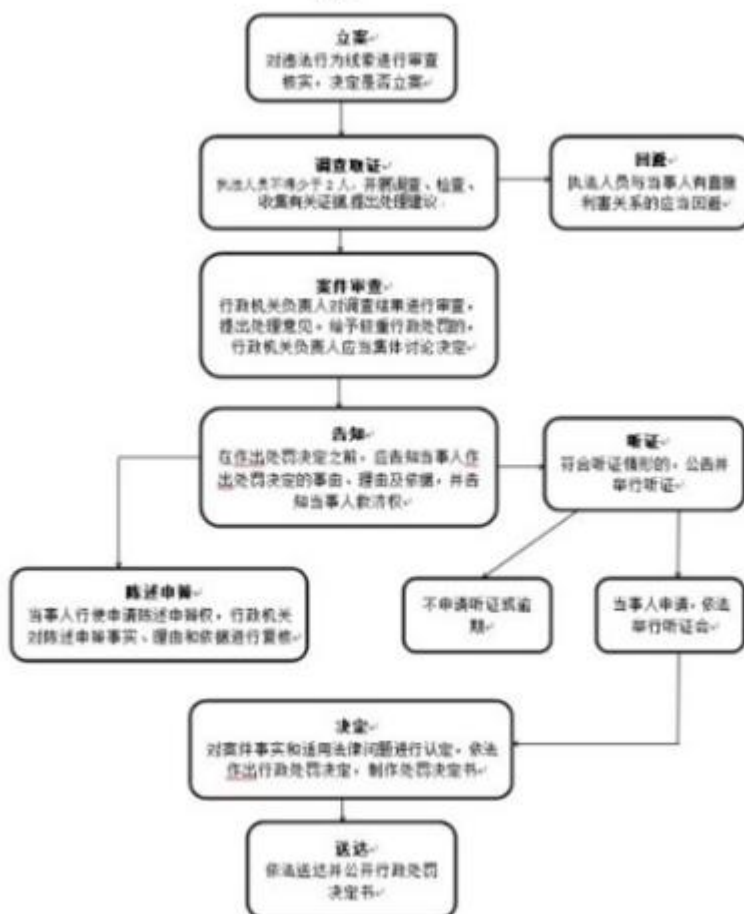 立案
对违法行为线索进行审查
核实，决定是否立案
调查取证
执法人员不得少于2人，开展调查、检查、
收集有关证据,提出处理建议
回避
执法人员与当事人有直接
利害关系的应当回避
案件审查
行政机关负责人对调查结果进行审查，
提出处理意见。给予较重行政处罚的，
行政机关负责人应当集体讨论决定
告知
在作出处罚决定之前，应告知当事人作
出处罚决定的事由、理由及依据，并告
知当事人救济权
听证
符合听证情形的，公告并
举行听证
陈述申辩
当事人行使申请陈述申辩权，行政机关
对陈述申辩事实、理由和依据进行复核
不申请听证或逾
期
当事人申请，依法
举行听证会
决定
对案件事实和适用法律问题进行认定，依法
作出行政处罚决定，制作处罚决定书
送达
依法送达并公开行政处罚
决定书